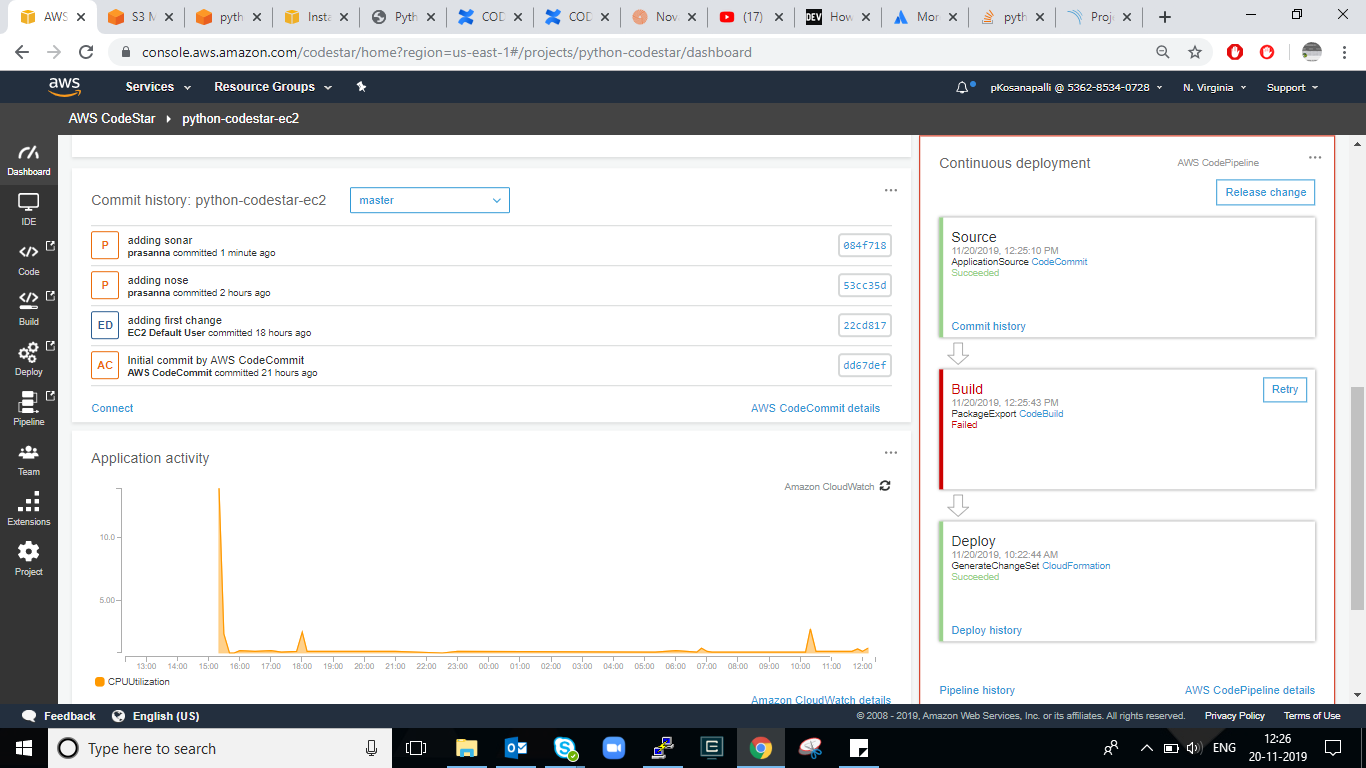 AWS
S3 M
pyth
Insta
Pyth
COD
COD
Nov
(17)
DEV
How
Mor
pyth
Proj
console.aws.amazon.com/codestar/home?region=us-east-1#/projects/python-codestar/dashboard
aws
Services
Resource Groups
pKosanapalli @ 5362-8534-0728
N. Virginia
Support
AWS CodeStar
python-codestar-ec2
Dashboard
IDE
Code
Build
Deploy
Pipeline
Team
Extensions
Project
Commit history: python-codestar-ec2
master
adding sonar
prasanna committed 1 minute ago
084f718
adding nose
prasanna committed 2 hours ago
53cc35d
ED
adding first change
EC2 Default User committed 18 hours ago
22cd817
AC
Initial commit by AWS CodeCommit
AWS CodeCommit committed 21 hours ago
dd67def
P
P
Connect
AWS CodeCommit details
Application activity
Amazon CloudWatch
10.0
5.00
13:00 14:00 15:00 16:00 17:00 18:00 19:00 20:00 21:00 22:00 23:00 00:00 01:00 02:00 03:00 04:00 05:00 06:00 07:00 08:00 09:00 10:00 11:00 12:00
CPUUtilization
Amazon CloudWatch details
Continuous deployment
AWS CodePipeline
Release change
Source
11/20/2019, 12:25:10 PM
ApplicationSource CodeCommit
Succeeded
Commit history
Build
Retry
11/20/2019, 12:25:43 PM
PackageExport CodeBuild
Failed
Deploy
11/20/2019, 10:22:44 AM
GenerateChangeSet CloudFormation
Succeeded
Deploy history
Pipeline history
AWS CodePipeline details
Feedback
English (US)
© 2008 - 2019, Amazon Web Services, Inc. or its affiliates. All rights reserved.
Privacy Policy
Terms of Use
Type here to search
ENG
12:26
20-11-2019